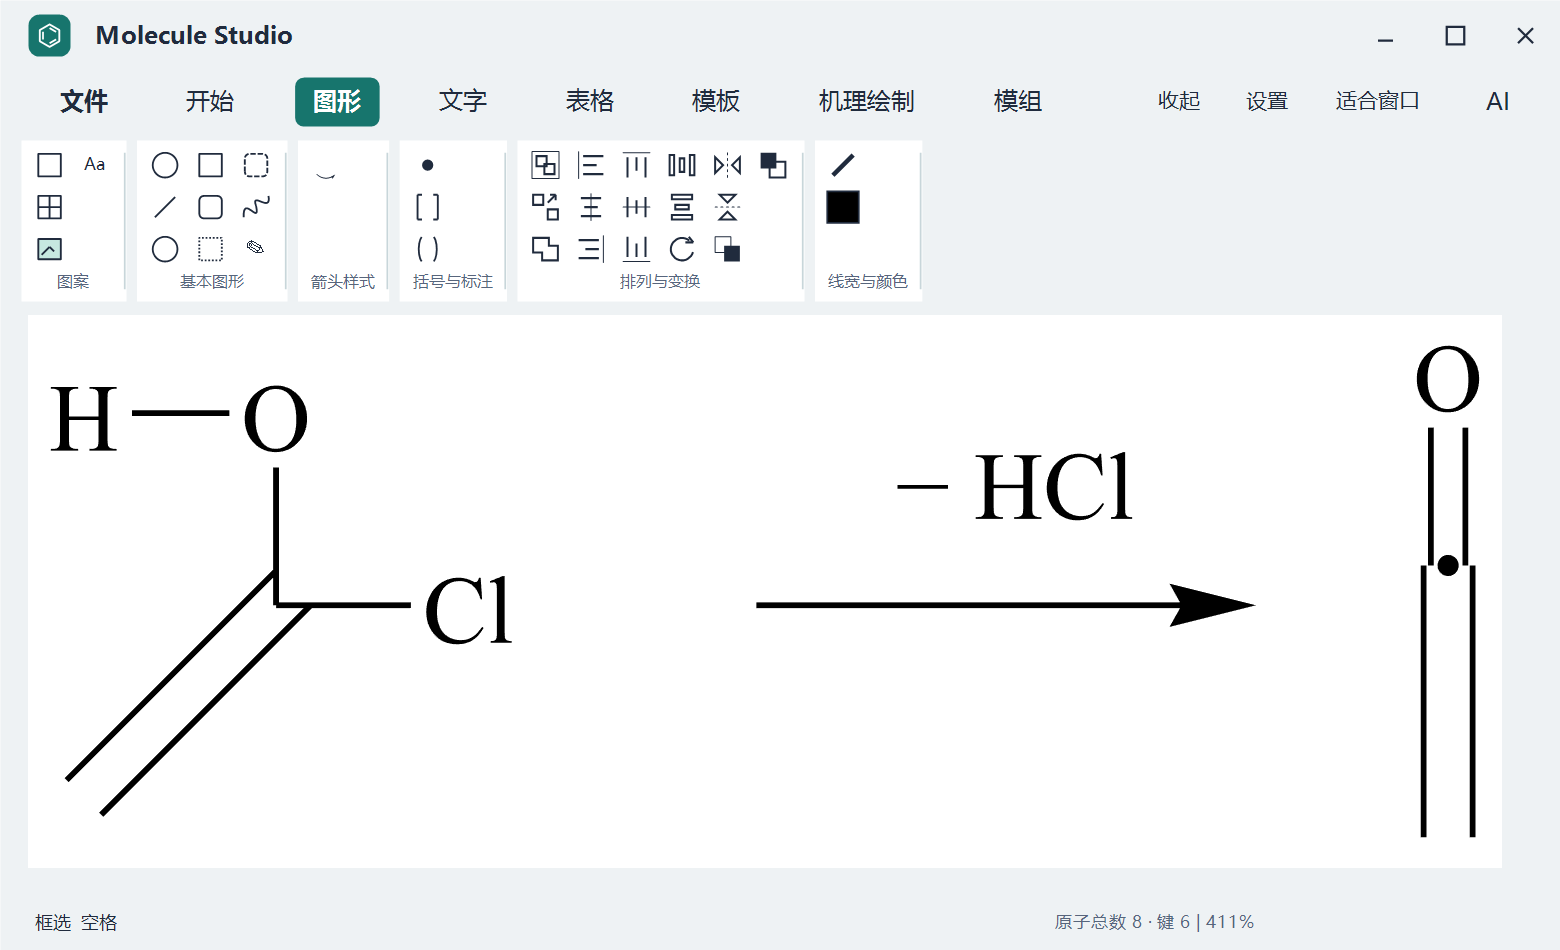 Molecule Studio
文件 开始 图形 文字 表格 模板 机理绘制 模组 收起 设置 适合窗口 AI
Aa
图案 基本图形 箭头样式 括号与标注 排列与变换 线宽与颜色
O
H O
− HCl
Cl
框选 空格 原子总数 8 · 键 6 | 411%